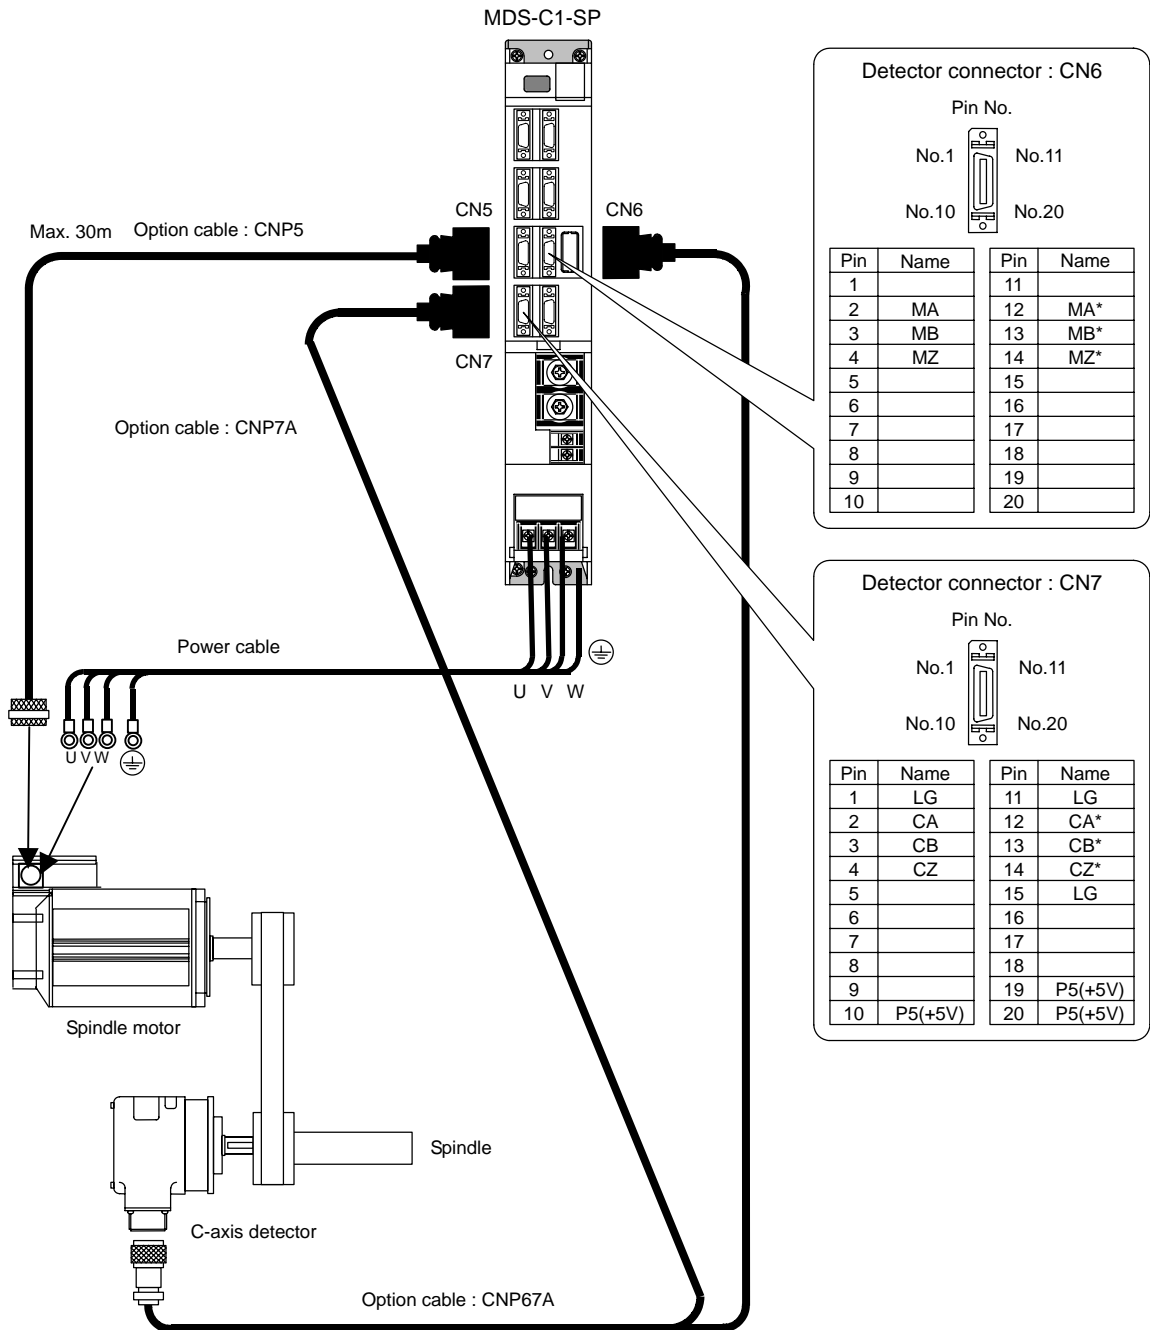 MDS-C1-SP
Detector connector : CN6
Pin No.
No.1 No.11
No.10 No.20
Pin Name Pin Name
1 11
2 MA 12 MA*
3 MB 13 MB*
4 MZ 14 MZ*
5 15
6 16
7 17
8 18
9 19
10 20
CN5
CN6
Max. 30m
Option cable : CNP5
CN7
Option cable : CNP7A
Detector connector : CN7
Pin No.
No.1 No.11
No.10 No.20
Pin Name Pin Name
1 LG 11 LG
2 CA 12 CA*
3 CB 13 CB*
4 CZ 14 CZ*
5 15 LG
6 16
7 17
8 18
9 19 P5(+5V)
10 P5(+5V) 20 P5(+5V)
Power cable
U V W
U V W
Spindle motor
Spindle
C-axis detector
Option cable : CNP67A